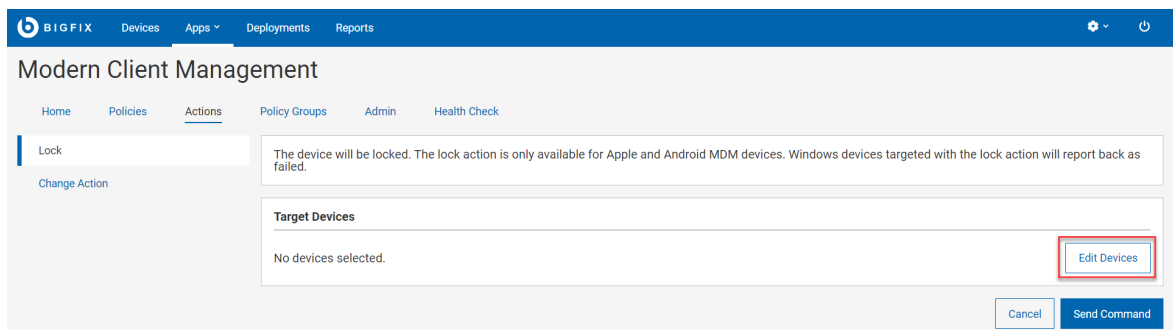 BIGFIX Devices Apps Deployments Reports
Modern Client Management
Home Policies Actions Policy Groups Admin Health Check
Lock
Change Action
The device will be locked. The lock action is only available for Apple and Android MDM devices. Windows devices targeted with the lock action will report back as
failed.
Target Devices
No devices selected.
Edit Devices
Cancel Send Command